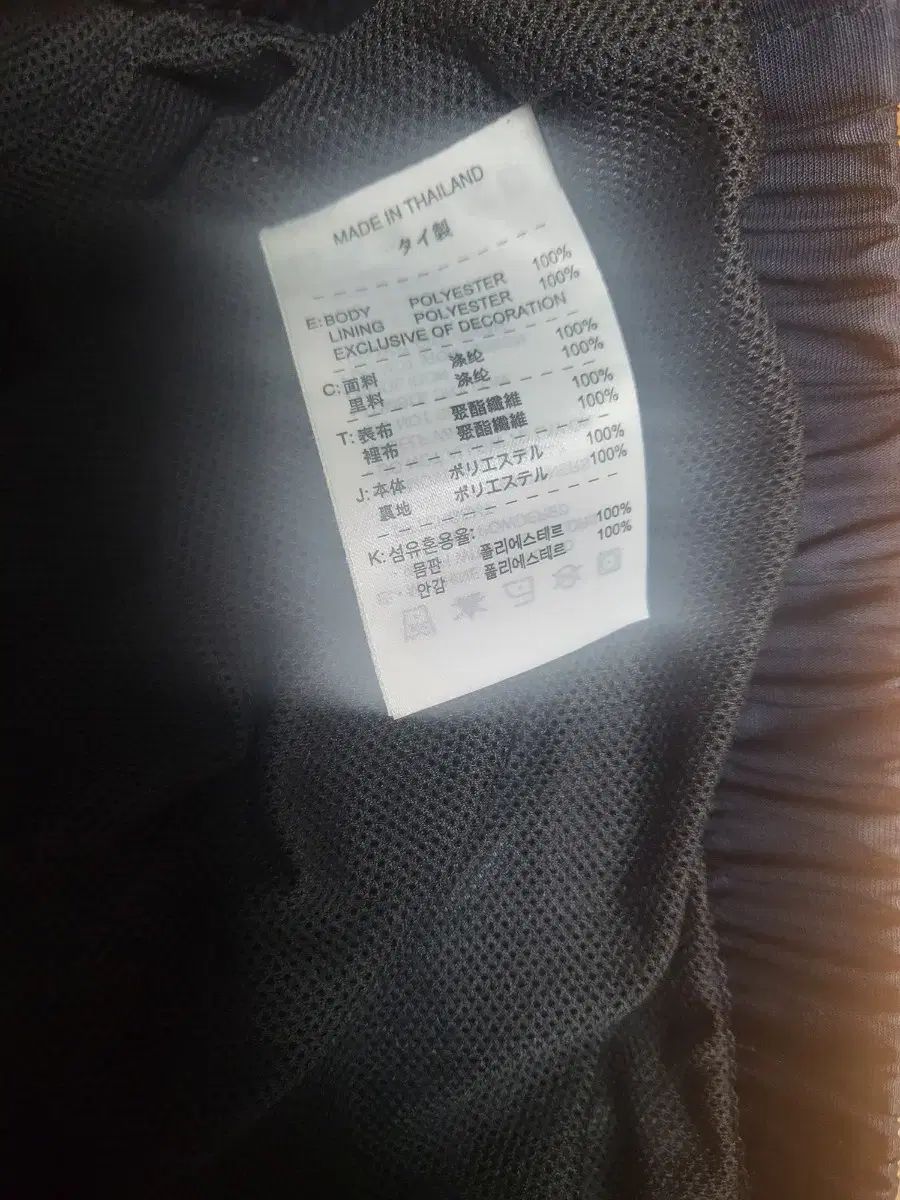 MADE IN THAILAND
タイ製
E: BODY POLYESTER 100%
LINING POLYESTER 100%
EXCLUSIVE OF DECORATION
C: 面料 涤纶 100%
里料 涤纶 100%
T: 表布 聚酯纖維 100%
裡布 聚酯纖維 100%
J: 本体 ポリエステル 100%
裏地 ポリエステル 100%
K: 섬유혼용율:
몸판 폴리에스테르 100%
안감 폴리에스테르 100%